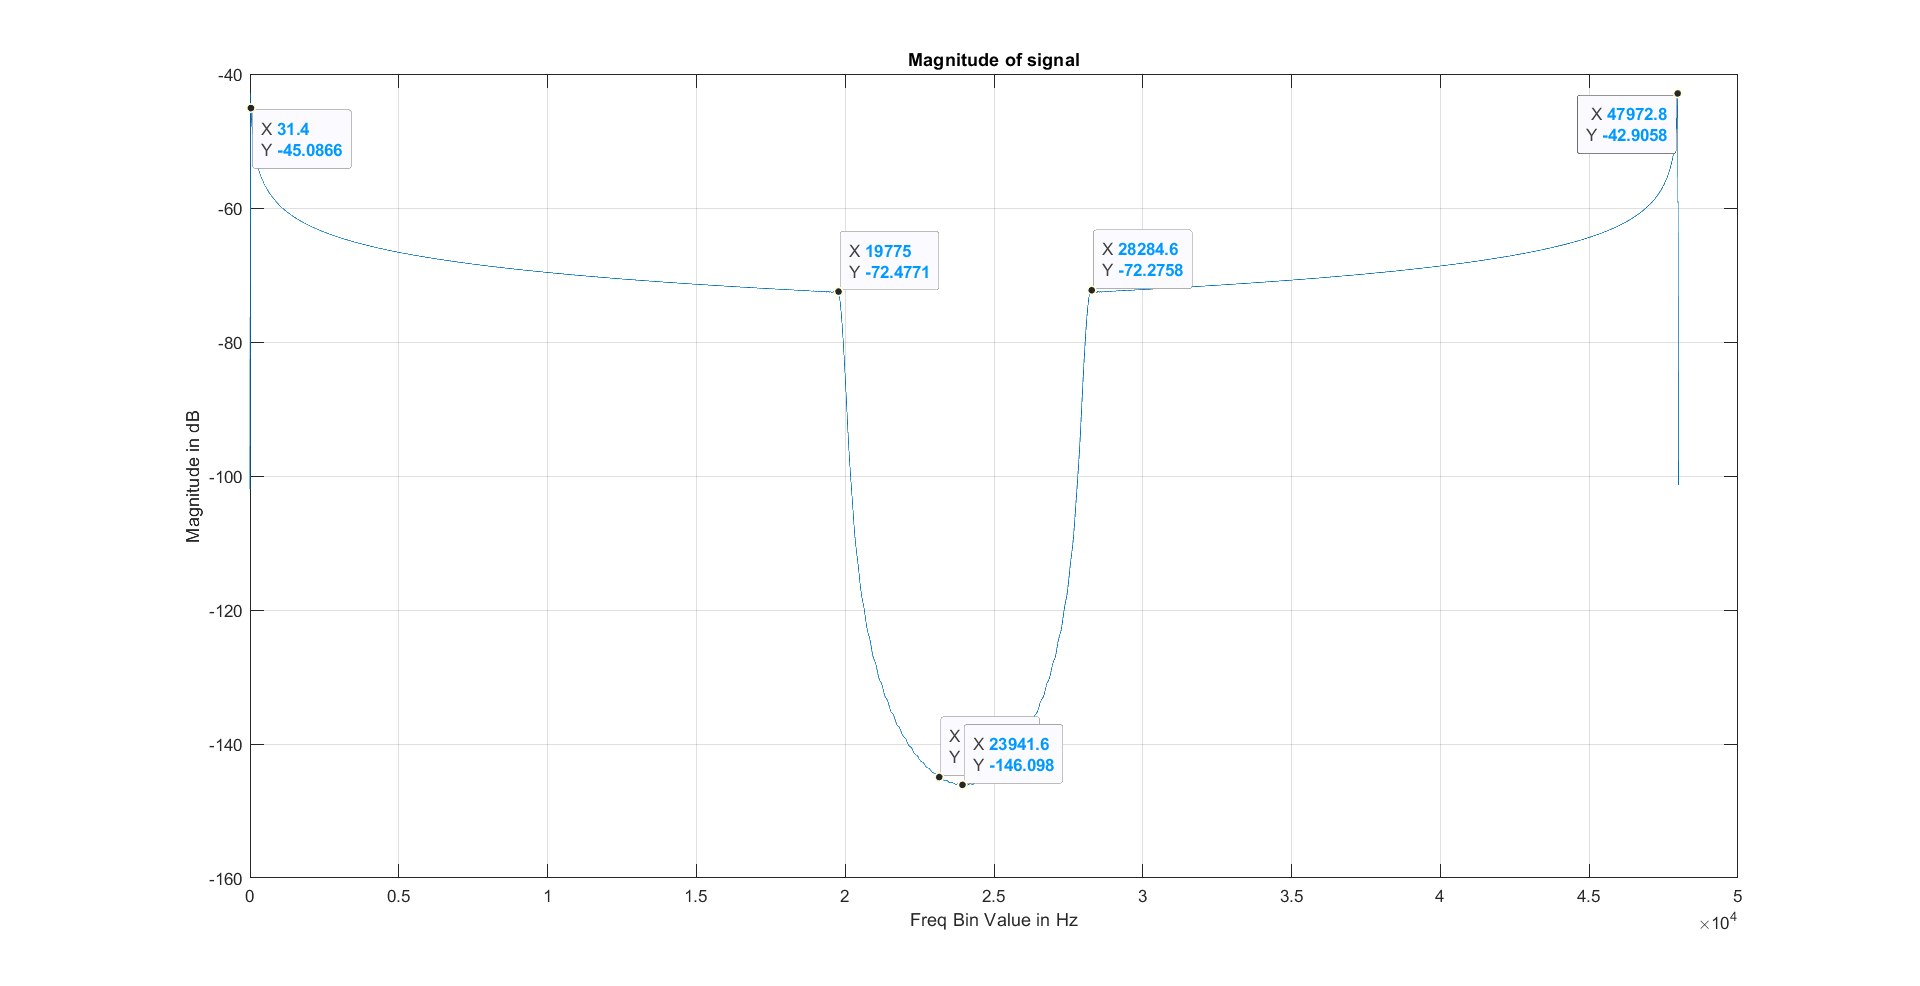 Magnitude of signal
-40
-60
-80
-100
-120
-140
-160
Magnitude in dB
X 31.4
Y -45.0866
X 19775
Y -72.4771
X 28284.6
Y -72.2758
X 47972.8
Y -42.9058
X
Y
X 23941.6
Y -146.098
0 0.5 1 1.5 2 2.5 3 3.5 4 4.5 5
Freq Bin Value in Hz
×10⁴